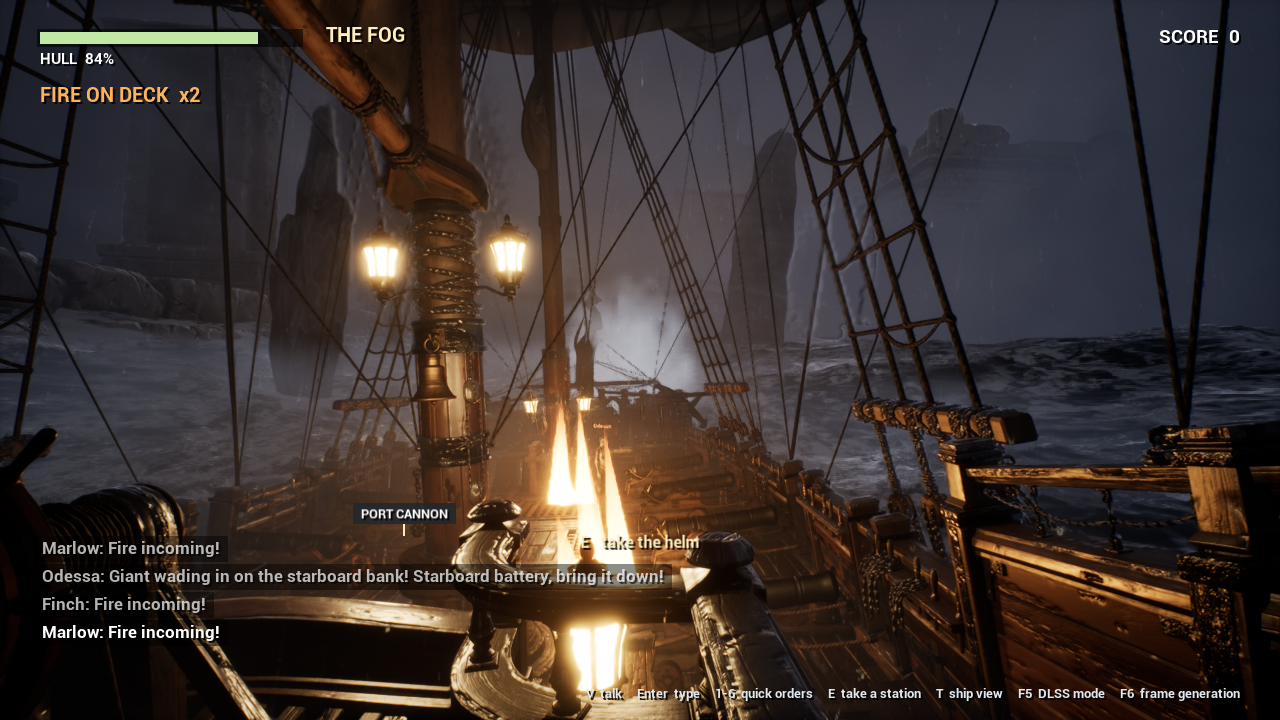 THE FOG
SCORE 0
HULL 84%
FIRE ON DECK x2
Odessa
PORT CANNON
E take the helm
Marlow: Fire incoming!
Odessa: Giant wading in on the starboard bank! Starboard battery, bring it down!
Finch: Fire incoming!
Marlow: Fire incoming!
V talk Enter type 1-6 quick orders E take a station T ship view F5 DLSS mode F6 frame generation